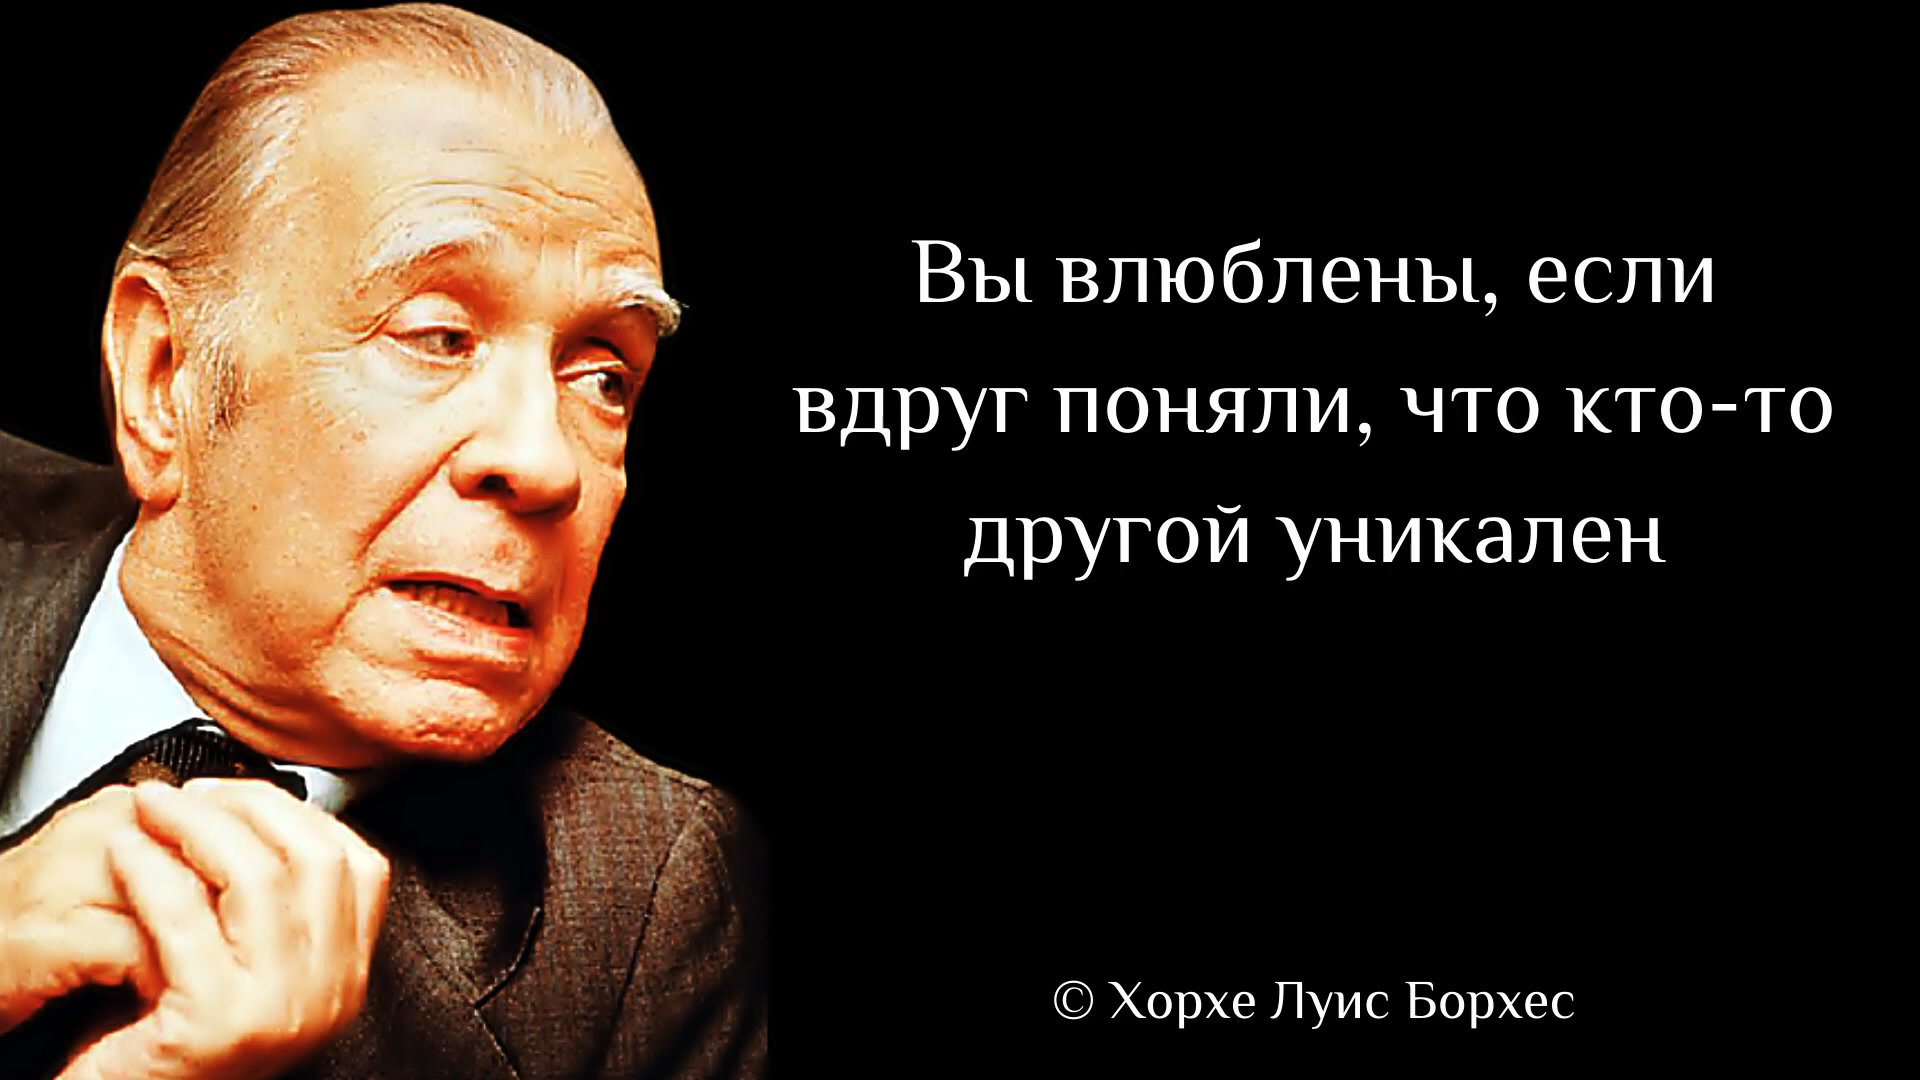 Вы влюблены, если
вдруг поняли, что кто-то
другой уникален
© Хорхе Луис Борхес